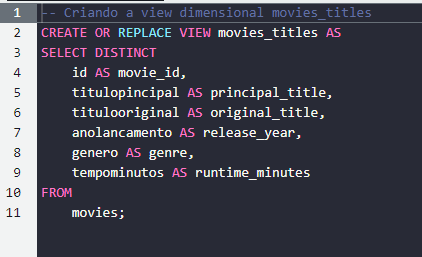 1 -- Criando a view dimensional movies_titles
2 CREATE OR REPLACE VIEW movies_titles AS
3 SELECT DISTINCT
4     id AS movie_id,
5     titulopincipal AS principal_title,
6     titulooriginal AS original_title,
7     anolancamento AS release_year,
8     genero AS genre,
9     tempominutos AS runtime_minutes
10 FROM
11     movies;